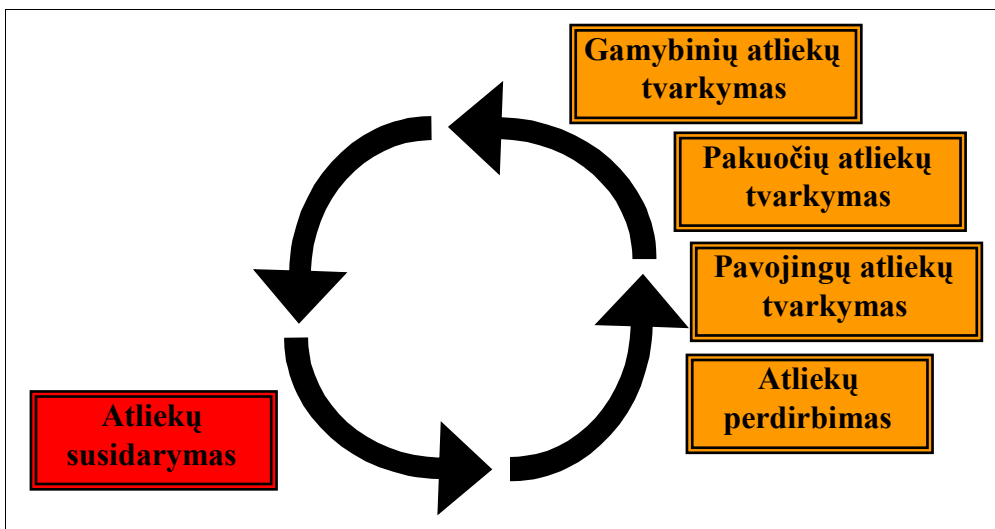 Gamybinių atliekų
tvarkymas
Pakuočių atliekų
tvarkymas
Pavojingų atliekų
tvarkymas
Atliekų
perdirbimas
Atliekų
susidarymas